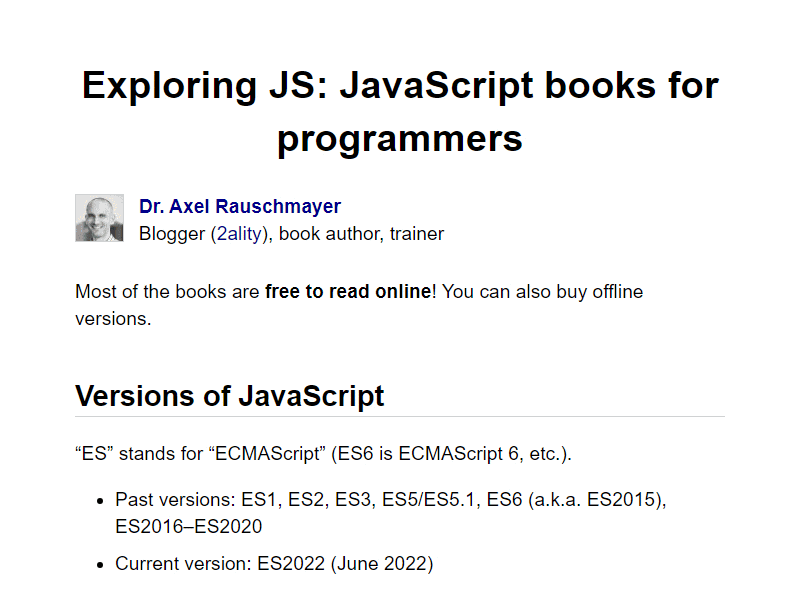 Exploring JS: JavaScript books for
programmers
Dr. Axel Rauschmayer
Blogger (2ality), book author, trainer
Most of the books are free to read online! You can also buy offline
versions.
Versions of JavaScript
“ES” stands for “ECMAScript” (ES6 is ECMAScript 6, etc.).
• Past versions: ES1, ES2, ES3, ES5/ES5.1, ES6 (a.k.a. ES2015),
ES2016–ES2020
• Current version: ES2022 (June 2022)